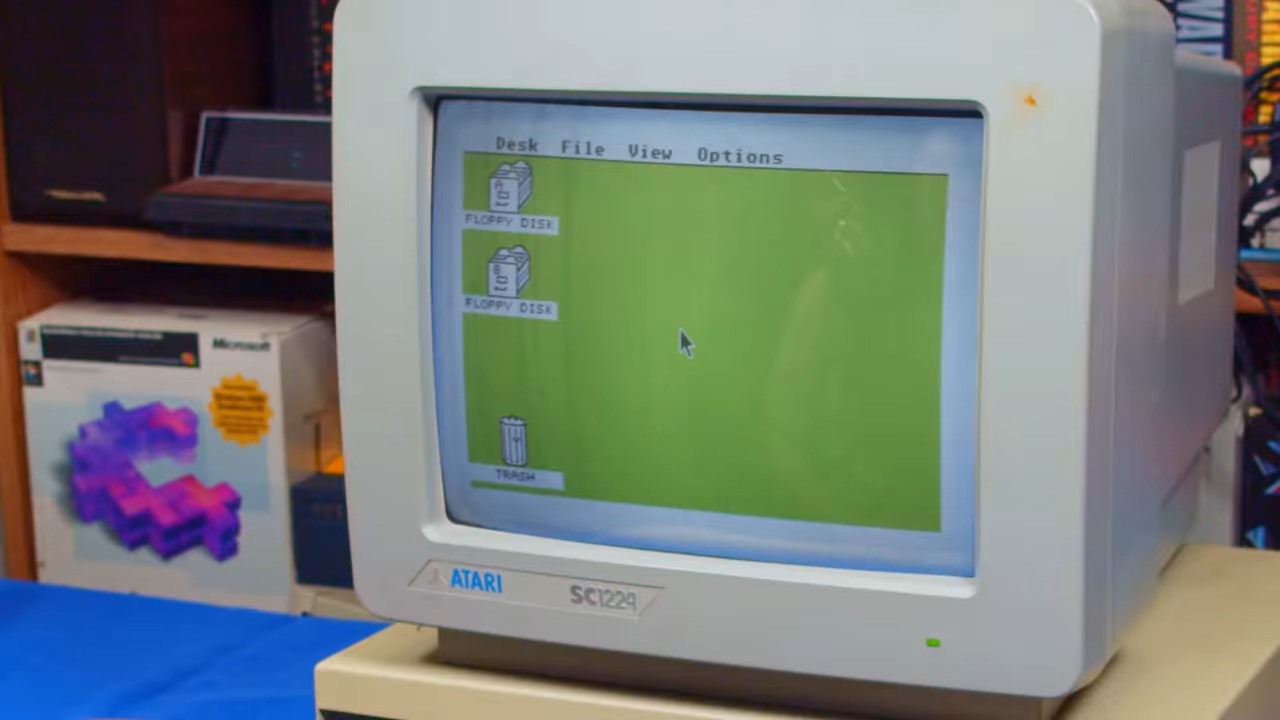 Desk File View Options
A
FLOPPY DISK
B
FLOPPY DISK
TRASH
Microsoft
ATARI
SC1224